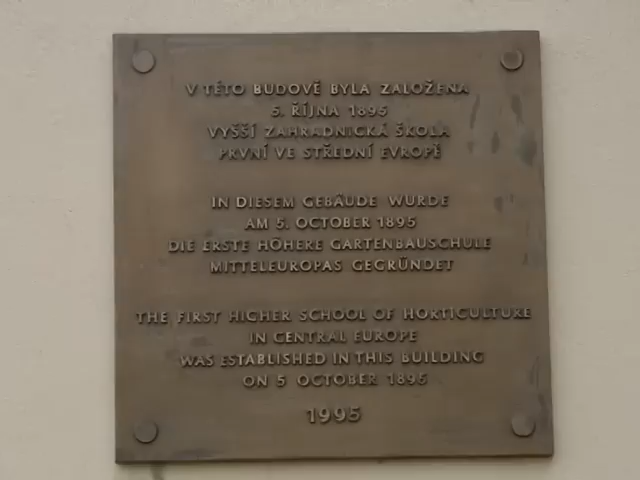 V TÉTO BUDOVĚ BYLA ZALOŽENA
5. ŘÍJNA 1895
VYŠŠÍ ZAHRADNICKÁ ŠKOLA
PRVNÍ VE STŘEDNÍ EVROPĚ
IN DIESEM GEBÄUDE WURDE
AM 5. OCTOBER 1895
DIE ERSTE HÖHERE GARTENBAUSCHULE
MITTELEUROPAS GEGRÜNDET
THE FIRST HIGHER SCHOOL OF HORTICULTURE
IN CENTRAL EUROPE
WAS ESTABLISHED IN THIS BUILDING
ON 5 OCTOBER 1895
1995